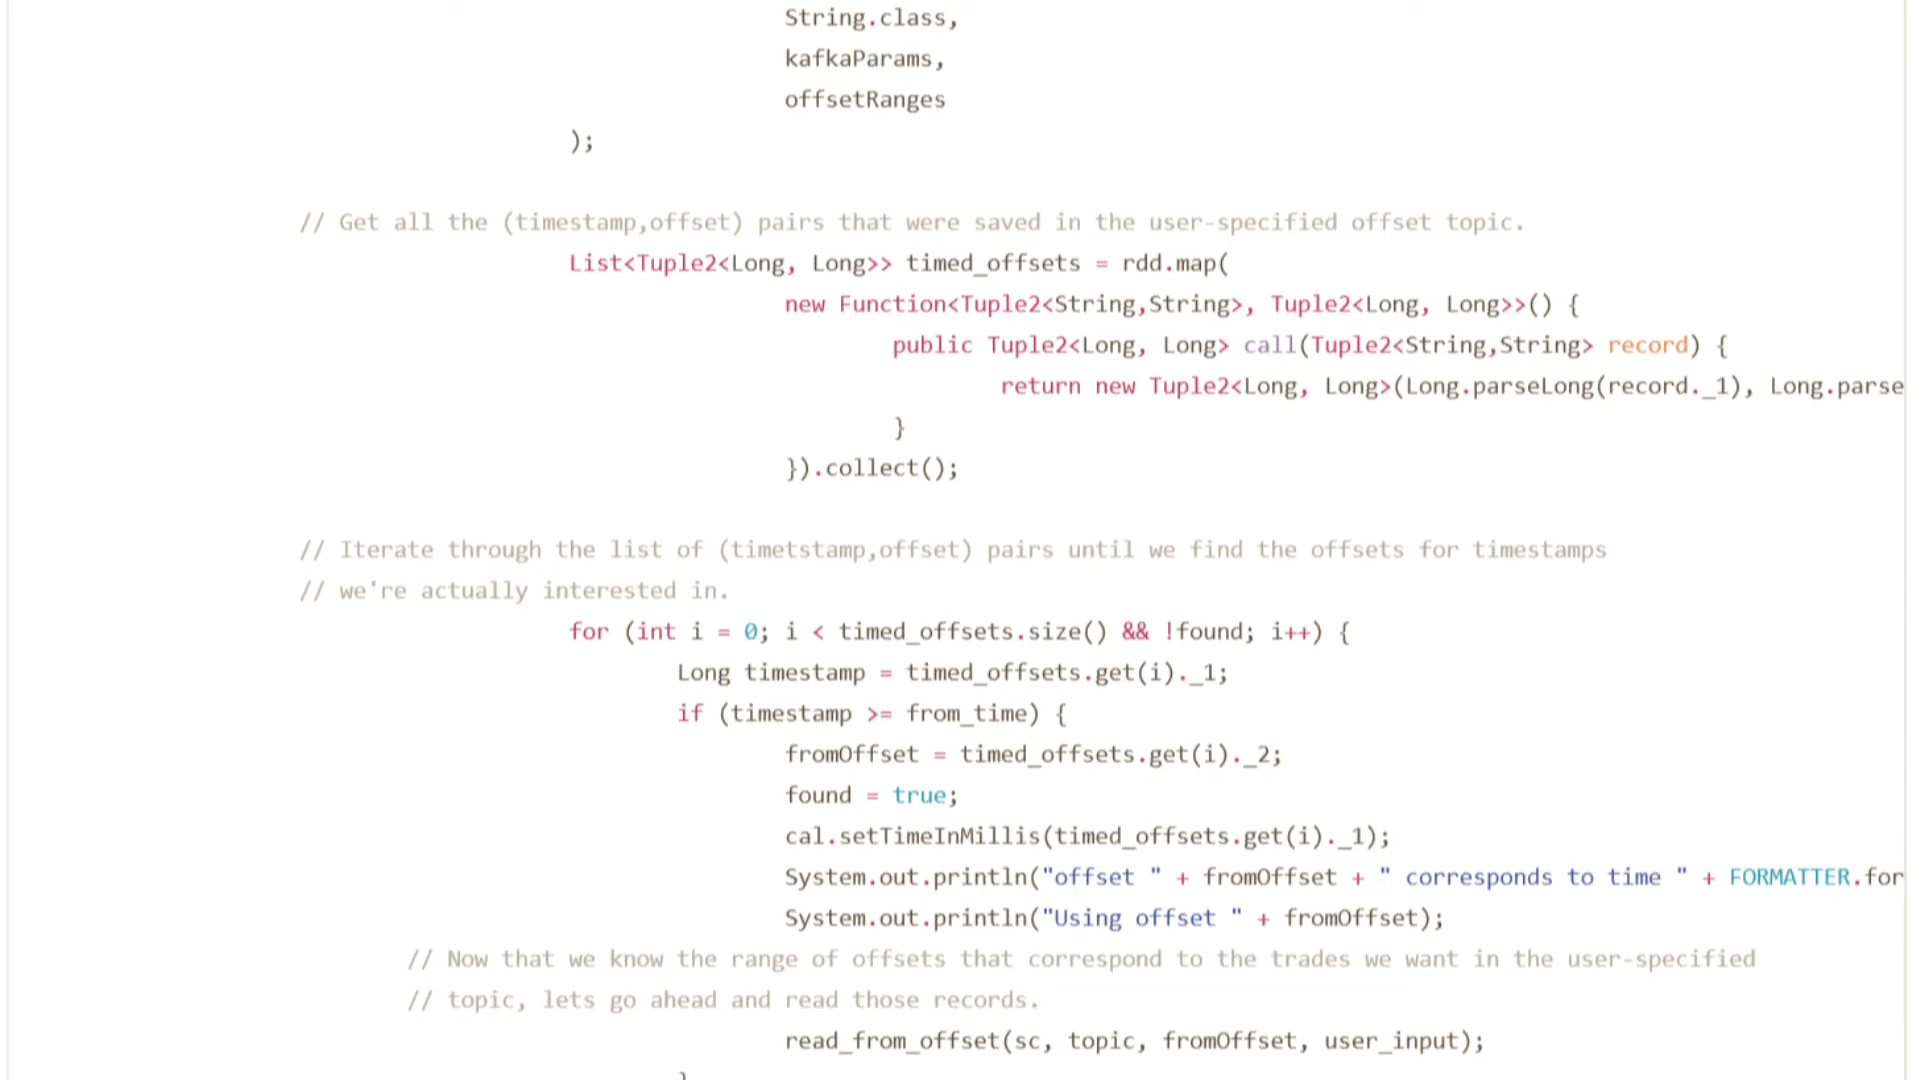 String.class,
kafkaParams,
offsetRanges
);
// Get all the (timestamp,offset) pairs that were saved in the user-specified offset topic.
List<Tuple2<Long, Long>> timed_offsets = rdd.map(
new Function<Tuple2<String,String>, Tuple2<Long, Long>>() {
public Tuple2<Long, Long> call(Tuple2<String,String> record) {
return new Tuple2<Long, Long>(Long.parseLong(record._1), Long.parse
}
}).collect();
// Iterate through the list of (timetstamp,offset) pairs until we find the offsets for timestamps
// we're actually interested in.
for (int i = 0; i < timed_offsets.size() && !found; i++) {
Long timestamp = timed_offsets.get(i)._1;
if (timestamp >= from_time) {
fromOffset = timed_offsets.get(i)._2;
found = true;
cal.setTimeInMillis(timed_offsets.get(i)._1);
System.out.println("offset " + fromOffset + " corresponds to time " + FORMATTER.for
System.out.println("Using offset " + fromOffset);
// Now that we know the range of offsets that correspond to the trades we want in the user-specified
// topic, lets go ahead and read those records.
read_from_offset(sc, topic, fromOffset, user_input);
}